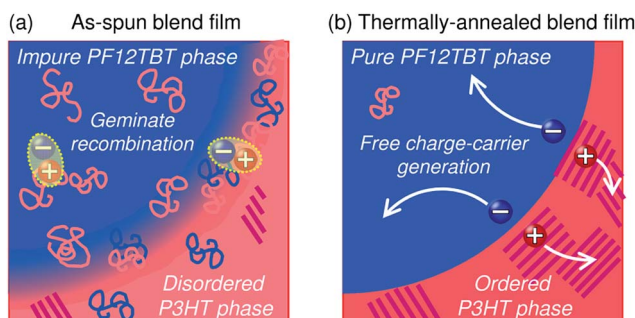 (a) As-spun blend film
Impure PF12TBT phase
Geminate
recombination
−
+
−
+
Disordered
P3HT phase
(b) Thermally-annealed blend film
Pure PF12TBT phase
Free charge-carrier
generation
−
+
−
+
Ordered
P3HT phase